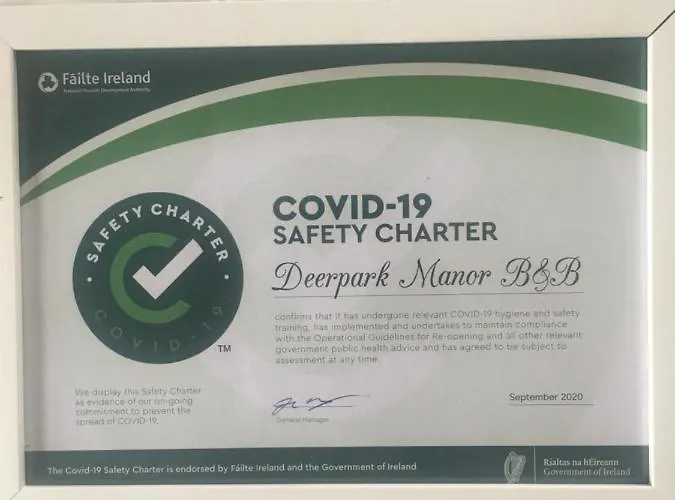 Fáilte Ireland
National Tourism Development Authority
SAFETY CHARTER
COVID-19
TM
COVID-19
SAFETY CHARTER
Deerpark Manor B&B
confirms that it has undergone relevant COVID-19 hygiene and safety
training, has implemented and undertakes to maintain compliance
with the Operational Guidelines for Re-opening and all other relevant
government public health advice and has agreed to be subject to
assessment at any time.
We display this Safety Charter
as evidence of our on-going
commitment to prevent the
spread of COVID-19.
General Manager
September 2020
The Covid-19 Safety Charter is endorsed by Fáilte Ireland and the Government of Ireland
Rialtas na hÉireann
Government of Ireland